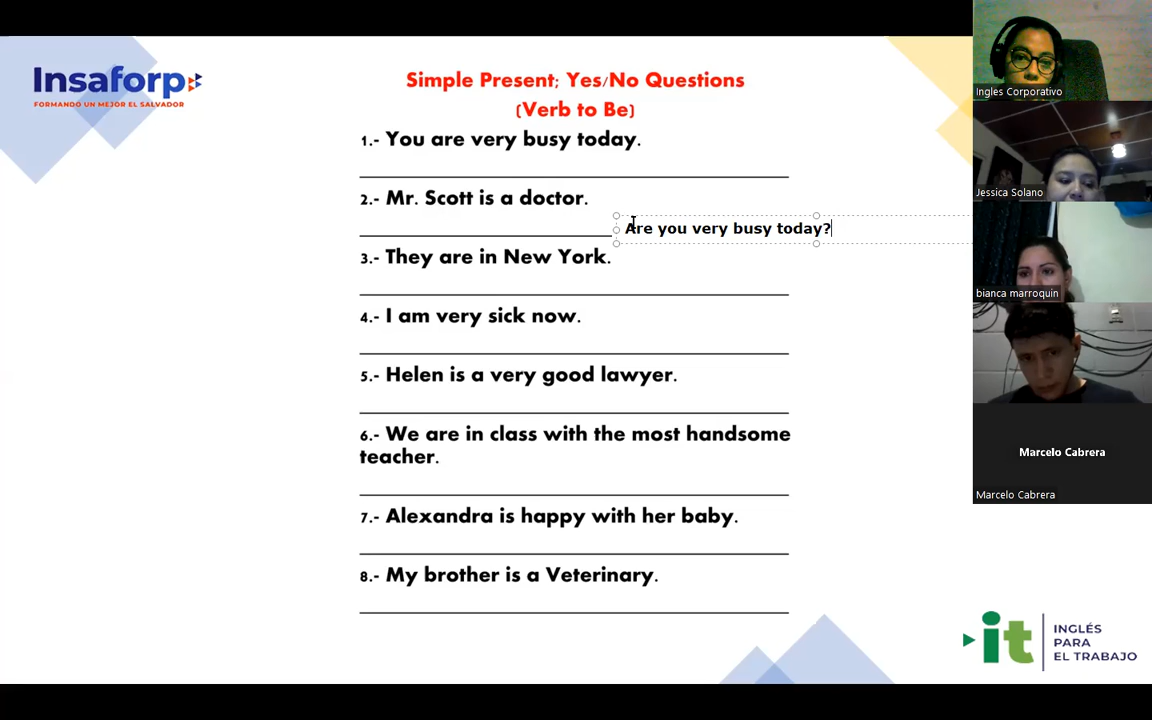 Insaforp
FORMANDO UN MEJOR EL SALVADOR
Simple Present; Yes/No Questions
(Verb to Be)
1.- You are very busy today.
2.- Mr. Scott is a doctor.
Are you very busy today?
3.- They are in New York.
4.- I am very sick now.
5.- Helen is a very good lawyer.
6.- We are in class with the most handsome
teacher.
7.- Alexandra is happy with her baby.
8.- My brother is a Veterinary.
Ingles Corporativo
Jessica Solano
bianca marroquin
Marcelo Cabrera
Marcelo Cabrera
it
INGLÉS
PARA
EL TRABAJO